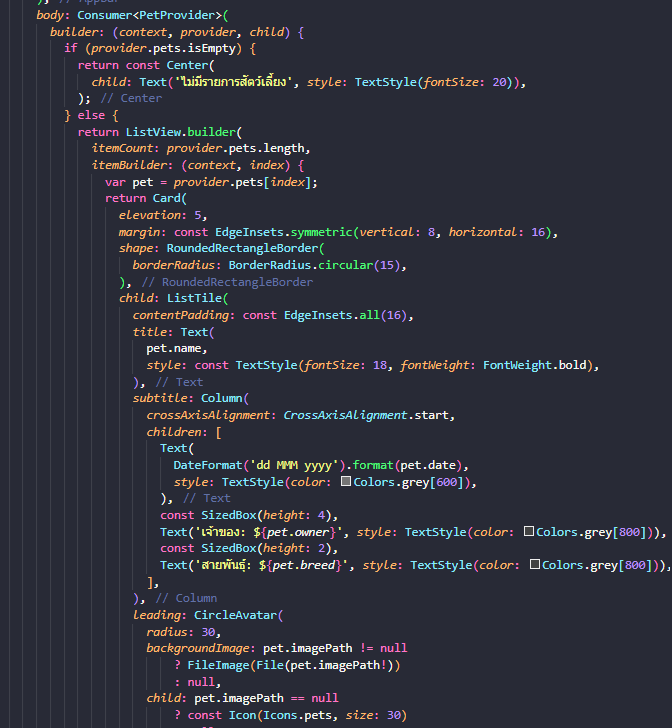 body: Consumer<PetProvider>(
builder: (context, provider, child) {
if (provider.pets.isEmpty) {
return const Center(
child: Text('ไม่มีรายการสัตว์เลี้ยง', style: TextStyle(fontSize: 20)),
); // Center
} else {
return ListView.builder(
itemCount: provider.pets.length,
itemBuilder: (context, index) {
var pet = provider.pets[index];
return Card(
elevation: 5,
margin: const EdgeInsets.symmetric(vertical: 8, horizontal: 16),
shape: RoundedRectangleBorder(
borderRadius: BorderRadius.circular(15),
), // RoundedRectangleBorder
child: ListTile(
contentPadding: const EdgeInsets.all(16),
title: Text(
pet.name,
style: const TextStyle(fontSize: 18, fontWeight: FontWeight.bold),
), // Text
subtitle: Column(
crossAxisAlignment: CrossAxisAlignment.start,
children: [
Text(
DateFormat('dd MMM yyyy').format(pet.date),
style: TextStyle(color: Colors.grey[600]),
), // Text
const SizedBox(height: 4),
Text('เจ้าของ: ${pet.owner}', style: TextStyle(color: Colors.grey[800])),
const SizedBox(height: 2),
Text('สายพันธุ์: ${pet.breed}', style: TextStyle(color: Colors.grey[800])),
],
), // Column
leading: CircleAvatar(
radius: 30,
backgroundImage: pet.imagePath != null
? FileImage(File(pet.imagePath!))
: null,
child: pet.imagePath == null
? const Icon(Icons.pets, size: 30)